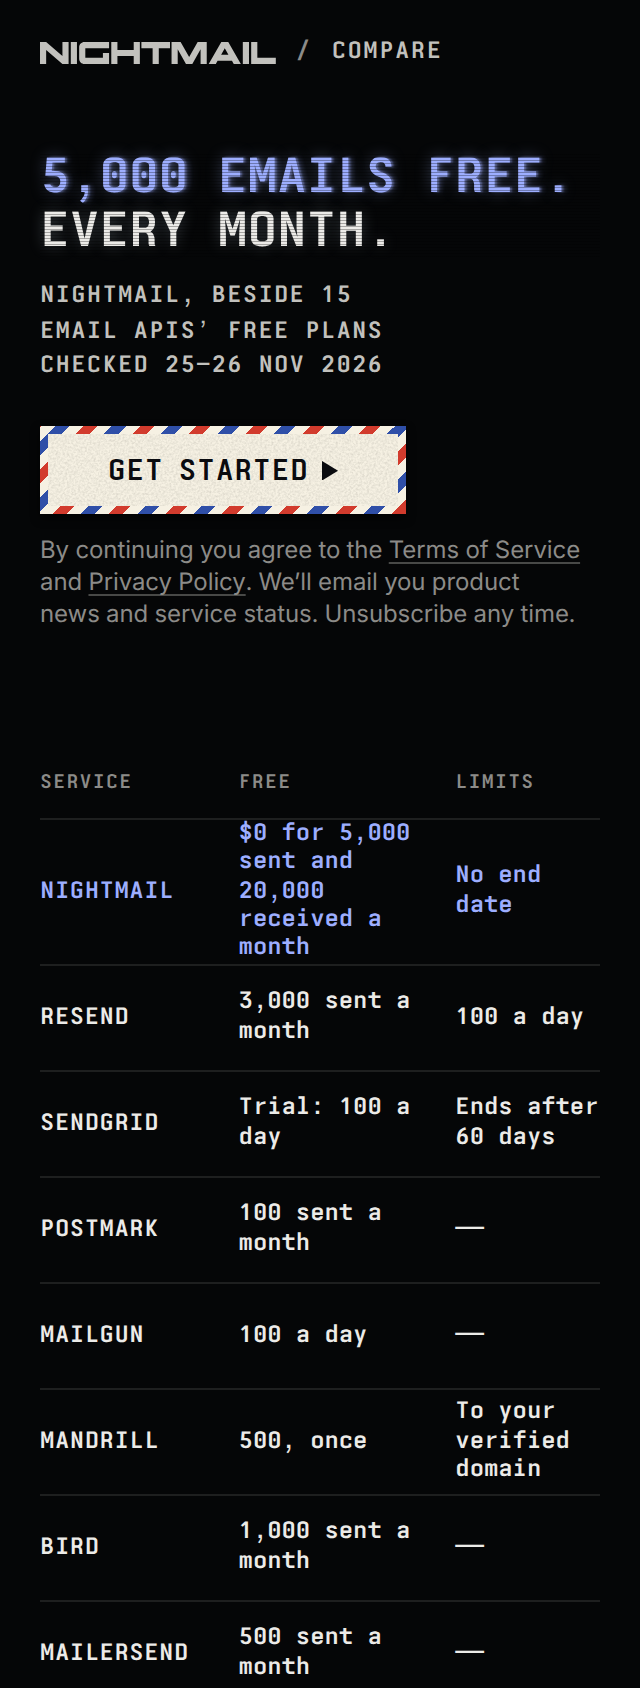 NIGHTMAIL / COMPARE
5,000 EMAILS FREE.
EVERY MONTH.
NIGHTMAIL, BESIDE 15
EMAIL APIS’ FREE PLANS
CHECKED 25–26 NOV 2026
GET STARTED ▶
By continuing you agree to the Terms of Service
and Privacy Policy. We’ll email you product
news and service status. Unsubscribe any time.
SERVICE FREE LIMITS
NIGHTMAIL
$0 for 5,000
sent and
20,000
received a
month
No end
date
RESEND
3,000 sent a
month
100 a day
SENDGRID
Trial: 100 a
day
Ends after
60 days
POSTMARK
100 sent a
month
—
MAILGUN
100 a day
—
MANDRILL
500, once
To your
verified
domain
BIRD
1,000 sent a
month
—
MAILERSEND
500 sent a
month
—